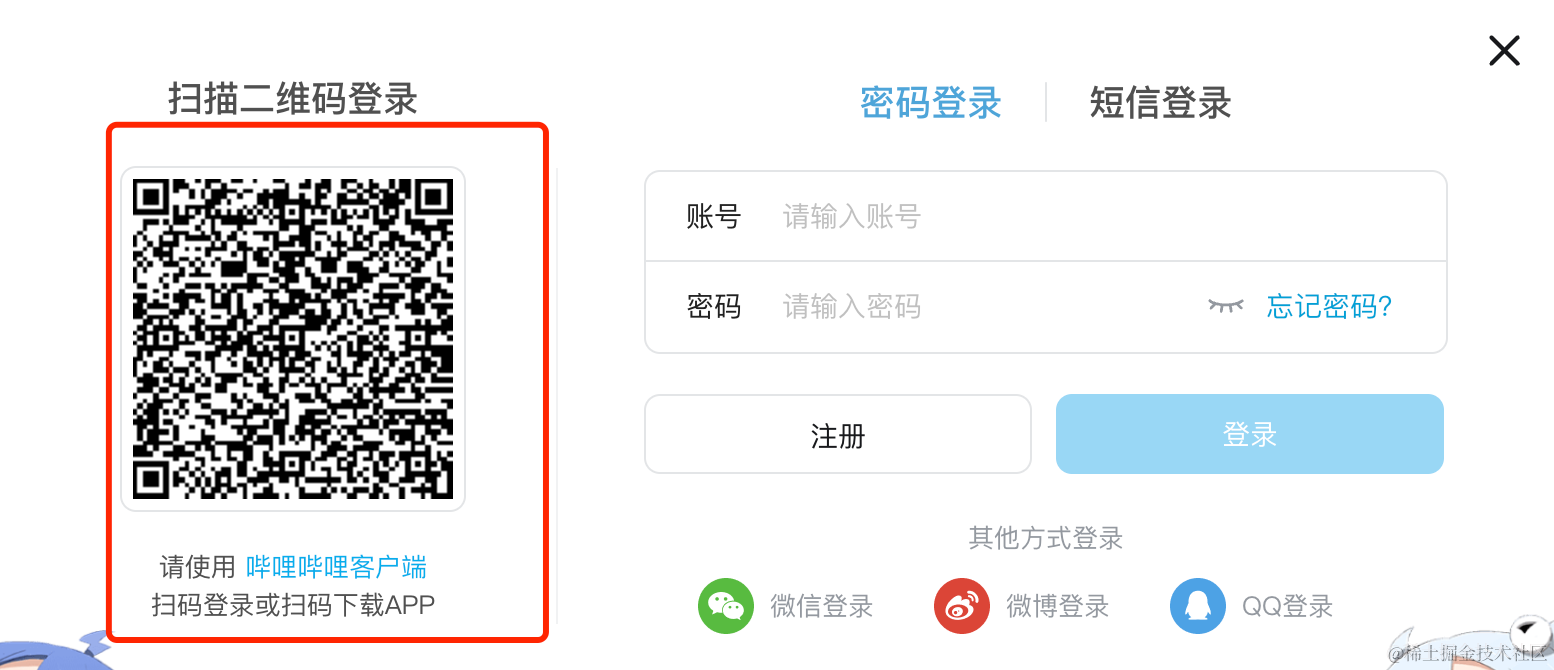 扫描二维码登录
请使用 哔哩哔哩客户端
扫码登录或扫码下载APP
密码登录
短信登录
账号 请输入账号
密码 请输入密码 忘记密码?
注册
登录
其他方式登录
微信登录
微博登录
QQ登录
@稀土掘金技术社区